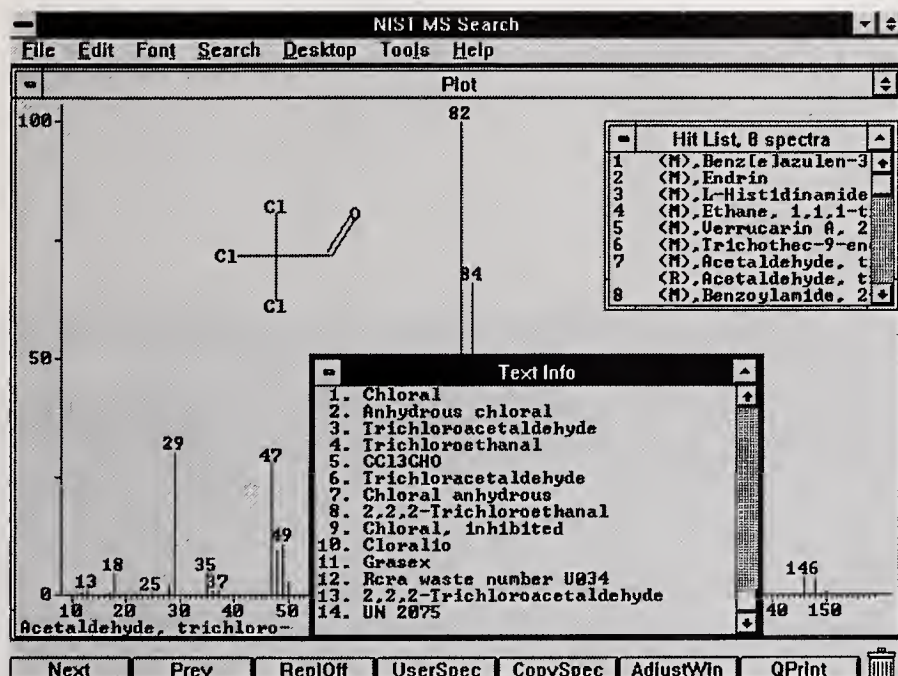 NIST MS Search
File Edit Font Search Desktop Tools Help
Plot
100
82
84
50
29
47
49
18
13
25
35
37
146
0
10 20 30 40 50
40 150
Cl
Cl
Cl
O
Acetaldehyde, trichloro-
Hit List, 8 spectra
1 (M),Benz[e]azulen-3
2 (M),Endrin
3 (M),L-Histidinamide
4 (M),Ethane, 1,1,1-t
5 (M),Verrucarin A, 2
6 (M),Trichothec-9-en
7 (M),Acetaldehyde, t
(R),Acetaldehyde, t
8 (M),Benzoylamide, 2
Text Info
1. Chloral
2. Anhydrous chloral
3. Trichloroacetaldehyde
4. Trichloroethanal
5. CCl3CHO
6. Trichloracetaldehyde
7. Chloral anhydrous
8. 2,2,2-Trichloroethanal
9. Chloral, inhibited
10. Cloralio
11. Grasex
12. Rcra waste number U034
13. 2,2,2-Trichloroacetaldehyde
14. UN 2075
Next Prev ReplOff UserSpec CopySpec AdjustWin QPrint